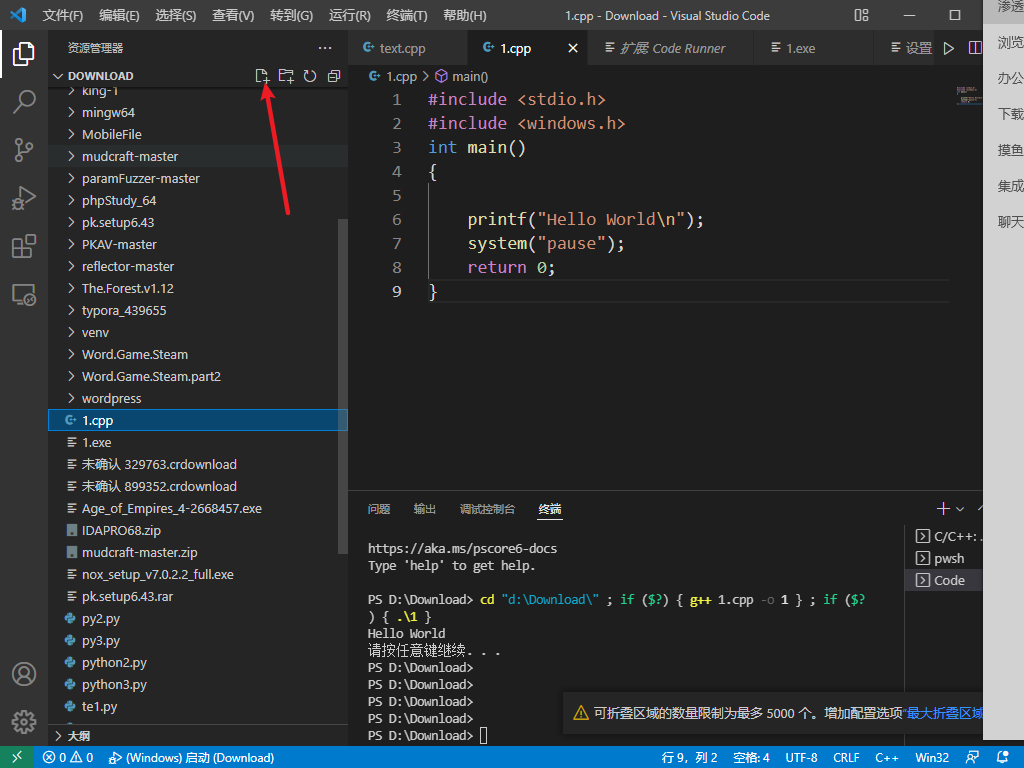 文件(F) 编辑(E) 选择(S) 查看(V) 转到(G) 运行(R) 终端(T) 帮助(H) 1.cpp - Download - Visual Studio Code
资源管理器
DOWNLOAD
king-1
mingw64
MobileFile
mudcraft-master
paramFuzzer-master
phpStudy_64
pk.setup6.43
PKAV-master
reflector-master
The.Forest.v1.12
typora_439655
venv
Word.Game.Steam
Word.Game.Steam.part2
wordpress
1.cpp
1.exe
未确认 329763.crdownload
未确认 899352.crdownload
Age_of_Empires_4-2668457.exe
IDAPRO68.zip
mudcraft-master.zip
nox_setup_v7.0.2.2_full.exe
pk.setup6.43.rar
py2.py
py3.py
python2.py
python3.py
te1.py
大纲
text.cpp 1.cpp 扩展 Code Runner 1.exe 设置
1.cpp > main()
1 #include <stdio.h>
2 #include <windows.h>
3 int main()
4 {
5
6 printf("Hello World\n");
7 system("pause");
8 return 0;
9 }
问题 输出 调试控制台 终端
https://aka.ms/pscore6-docs
Type 'help' to get help.
PS D:\Download> cd "d:\Download\" ; if ($?) { g++ 1.cpp -o 1 } ; if ($?
) { .\1 }
Hello World
请按任意键继续. . .
PS D:\Download>
PS D:\Download>
PS D:\Download>
PS D:\Download>
PS D:\Download>
C/C++: .
pwsh
Code
可折叠区域的数量限制为最多 5000 个。增加配置选项“最大折叠区域
渗透
浏览
办公
下载
摸鱼
集成
聊天
0 0 (Windows) 启动 (Download) 行 9，列 2 空格: 4 UTF-8 CRLF C++ Win32